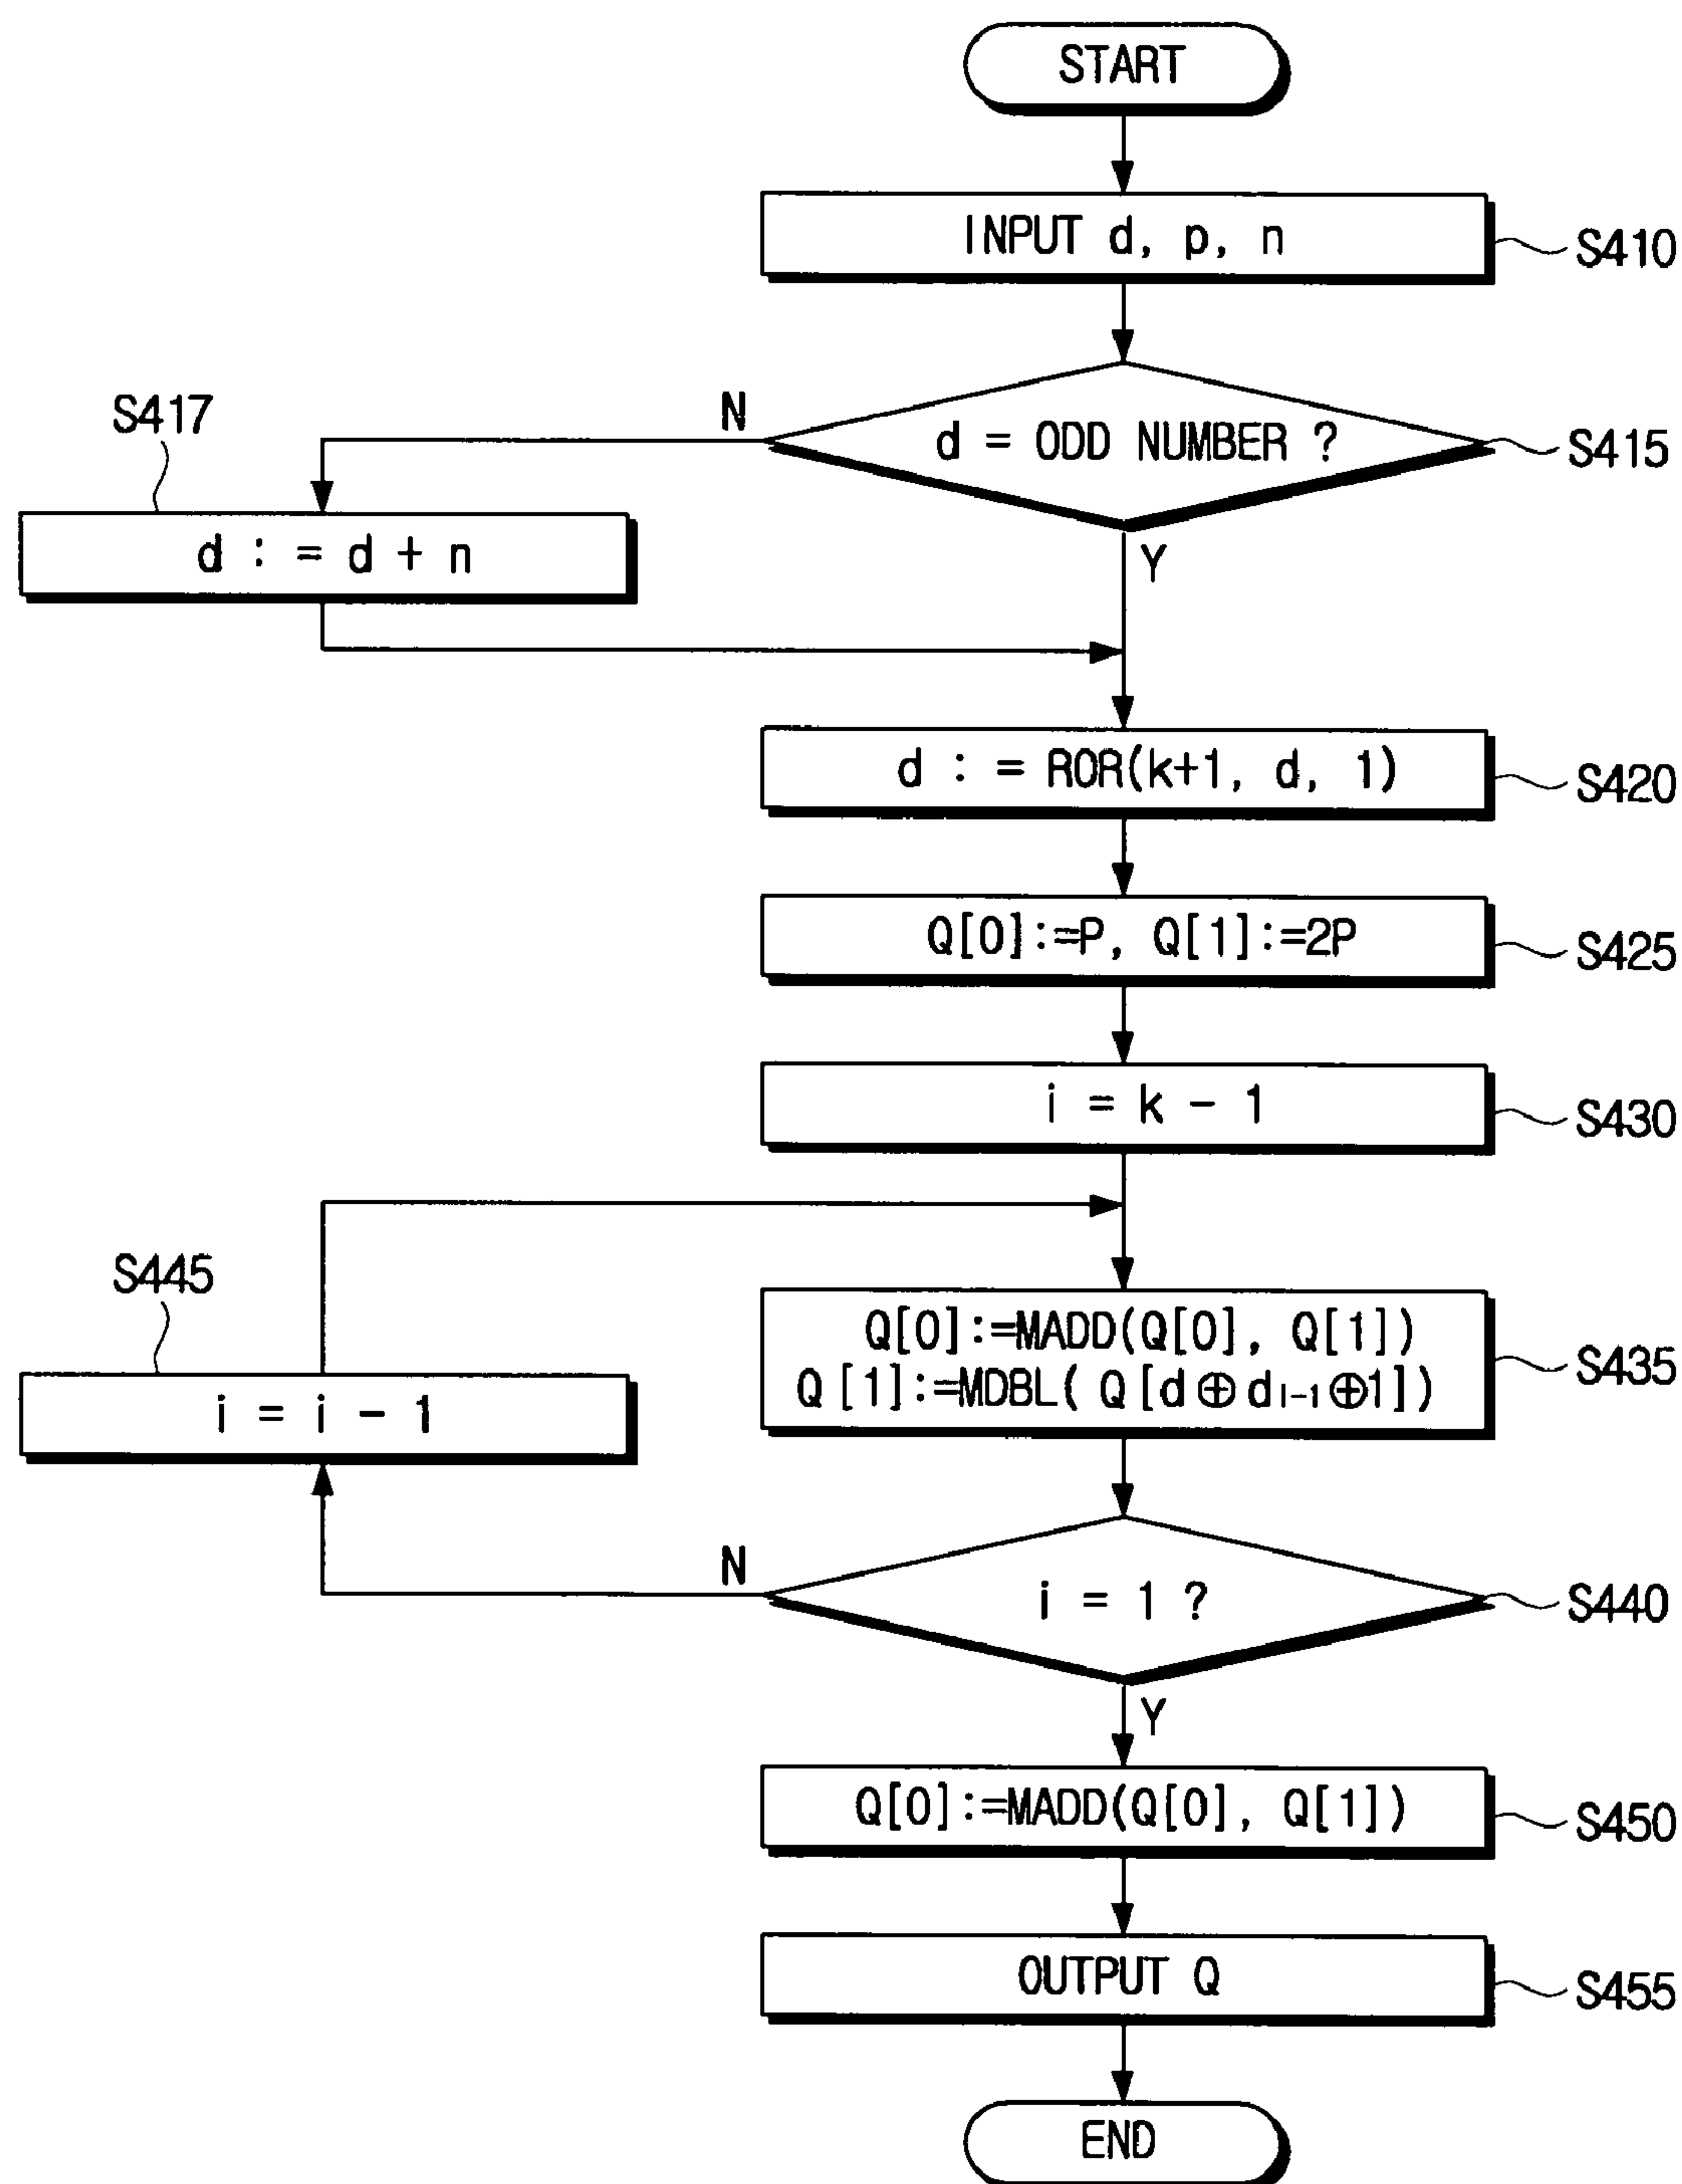 START
INPUT d, p, n
S410
N
d = ODD NUMBER ?
S415
S417
d : = d + n
Y
d : = ROR(k+1, d, 1)
S420
Q[0]:=P, Q[1]:=2P
S425
i = k - 1
S430
S445
Q[0]:=MADD(Q[0], Q[1])
Q[1]:=MDBL( Q[d⊕dᵢ₋₁⊕1])
S435
i = i - 1
N
i = 1 ?
S440
Y
Q[0]:=MADD(Q[0], Q[1])
S450
OUTPUT Q
S455
END